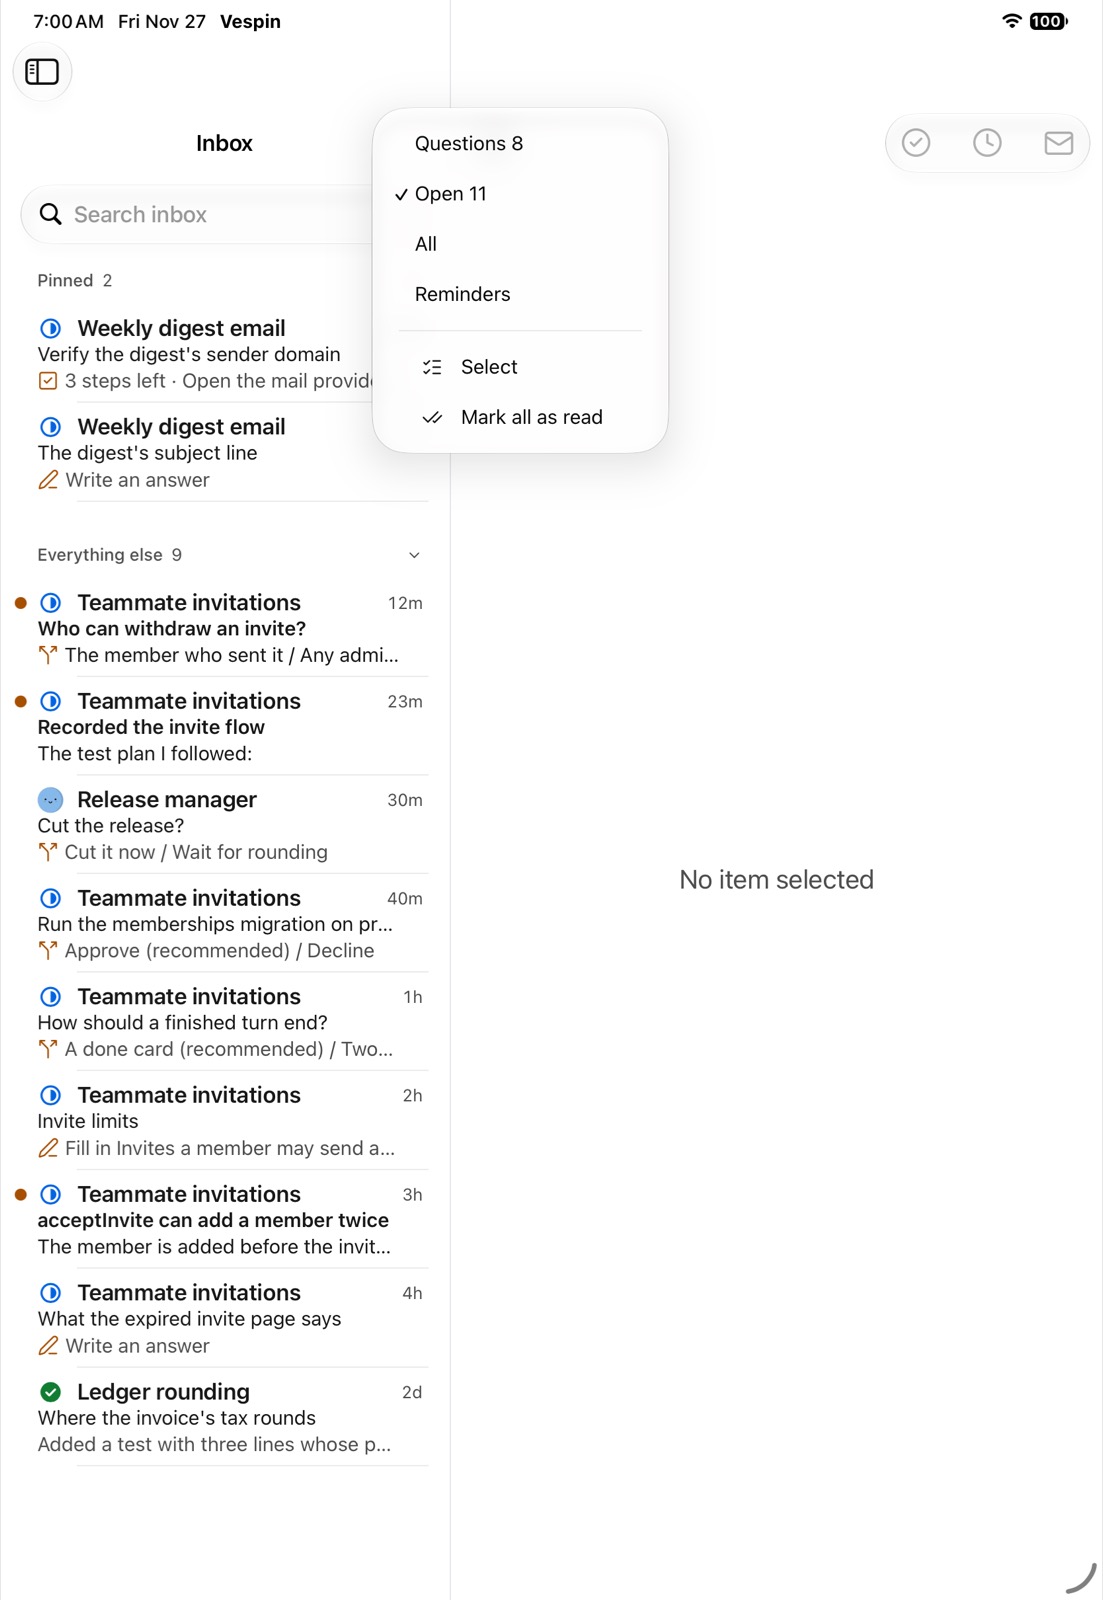 7:00 AM Fri Nov 27 Vespin
100
Inbox
Search inbox
Questions 8
Open 11
All
Reminders
Select
Mark all as read
Pinned 2
Weekly digest email
Verify the digest's sender domain
3 steps left · Open the mail provid
Weekly digest email
The digest's subject line
Write an answer
Everything else 9
Teammate invitations 12m
Who can withdraw an invite?
The member who sent it / Any admi...
Teammate invitations 23m
Recorded the invite flow
The test plan I followed:
Release manager 30m
Cut the release?
Cut it now / Wait for rounding
Teammate invitations 40m
Run the memberships migration on pr...
Approve (recommended) / Decline
Teammate invitations 1h
How should a finished turn end?
A done card (recommended) / Two...
Teammate invitations 2h
Invite limits
Fill in Invites a member may send a...
Teammate invitations 3h
acceptInvite can add a member twice
The member is added before the invit...
Teammate invitations 4h
What the expired invite page says
Write an answer
Ledger rounding 2d
Where the invoice's tax rounds
Added a test with three lines whose p...
No item selected